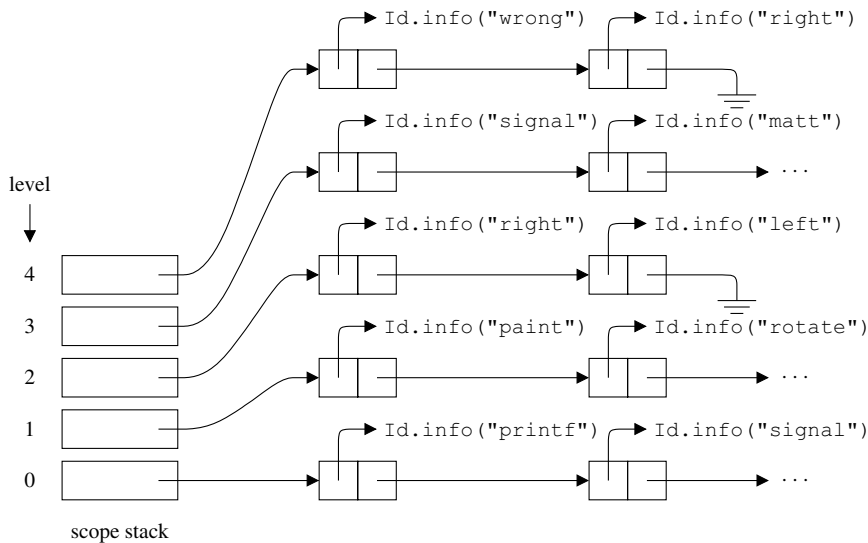 Id.info("wrong") Id.info("right")
Id.info("signal") Id.info("matt")
···
level
Id.info("right") Id.info("left")
4
3
Id.info("paint") Id.info("rotate")
2 ···
1
Id.info("printf") Id.info("signal")
0 ···
scope stack